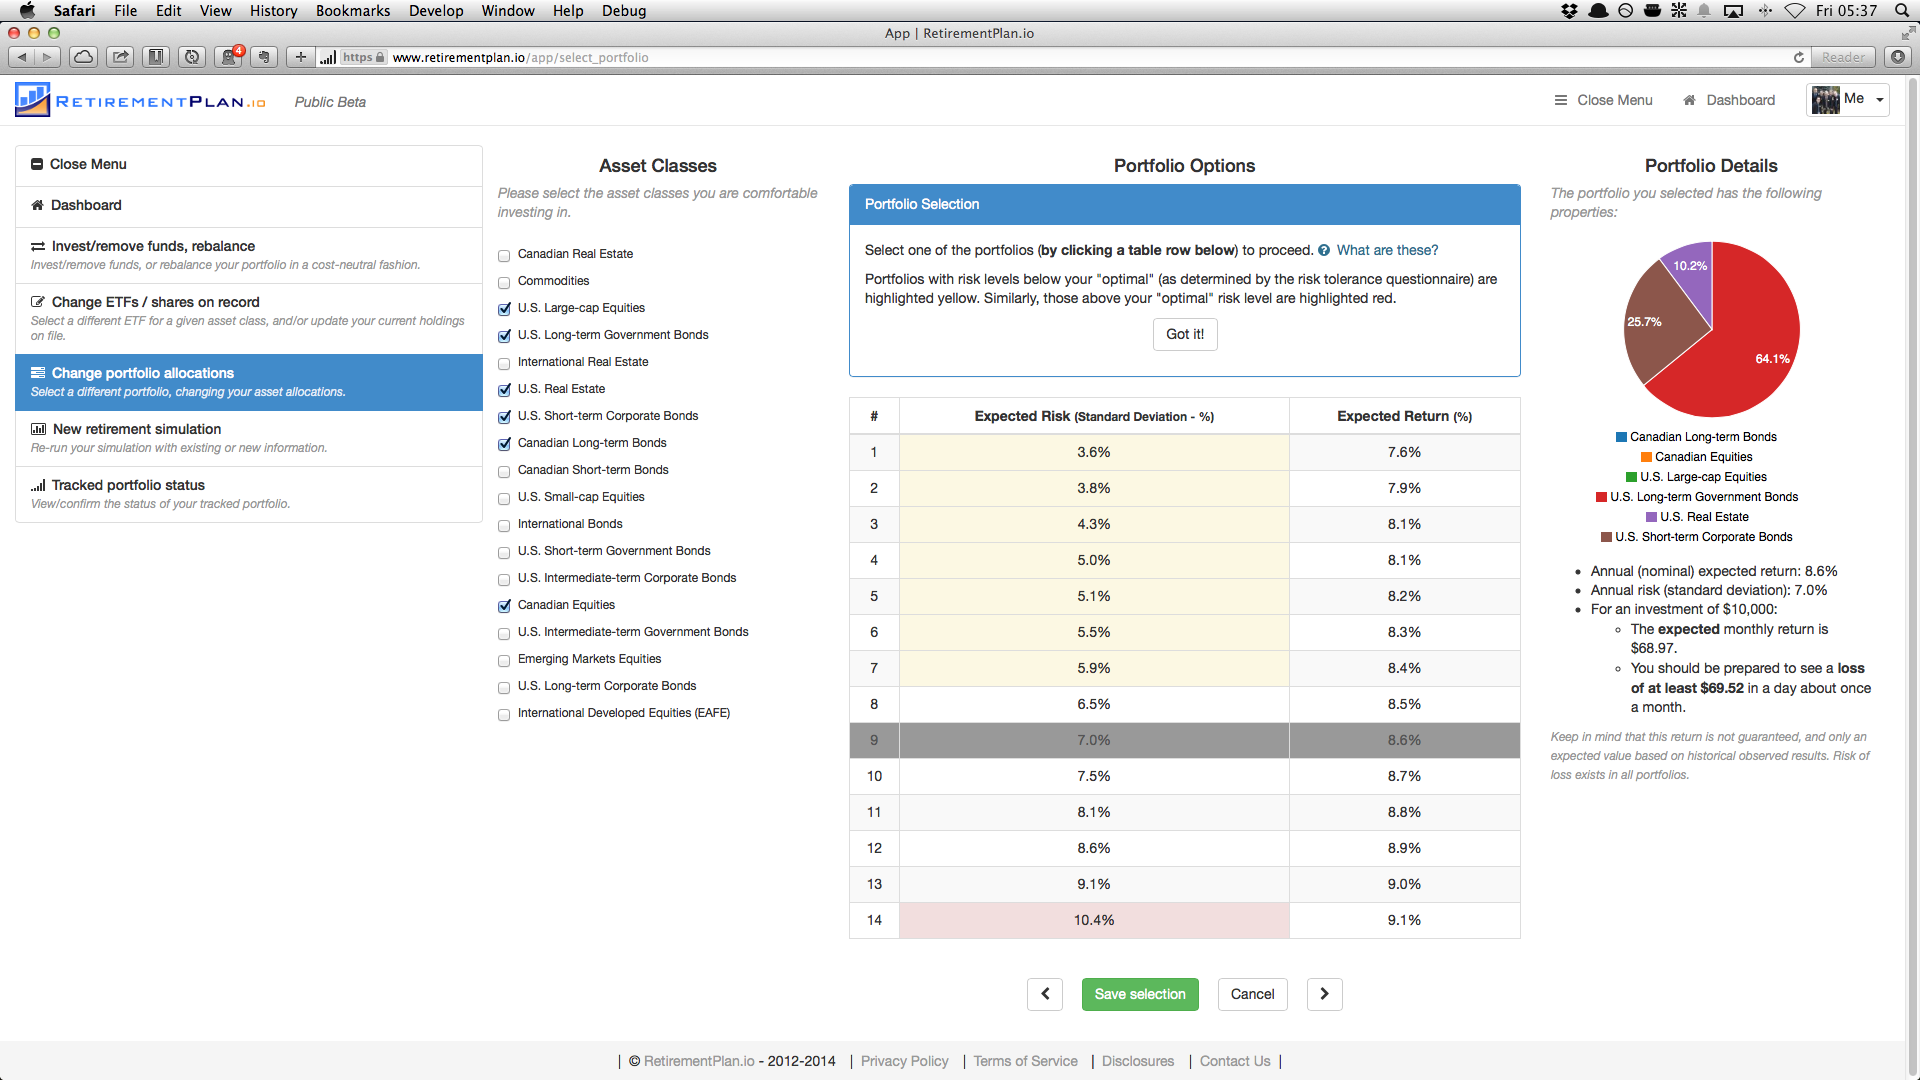 Safari File Edit View History Bookmarks Develop Window Help Debug Fri 05:37
App | RetirementPlan.io
4
https www.retirementplan.io/app/select_portfolio Reader
RETIREMENTPLAN.IO Public Beta Close Menu Dashboard Me
Close Menu
Dashboard
Invest/remove funds, rebalance
Invest/remove funds, or rebalance your portfolio in a cost-neutral fashion.
Change ETFs / shares on record
Select a different ETF for a given asset class, and/or update your current holdings
on file.
Change portfolio allocations
Select a different portfolio, changing your asset allocations.
New retirement simulation
Re-run your simulation with existing or new information.
Tracked portfolio status
View/confirm the status of your tracked portfolio.
Asset Classes
Please select the asset classes you are comfortable
investing in.
Canadian Real Estate
Commodities
U.S. Large-cap Equities
U.S. Long-term Government Bonds
International Real Estate
U.S. Real Estate
U.S. Short-term Corporate Bonds
Canadian Long-term Bonds
Canadian Short-term Bonds
U.S. Small-cap Equities
International Bonds
U.S. Short-term Government Bonds
U.S. Intermediate-term Corporate Bonds
Canadian Equities
U.S. Intermediate-term Government Bonds
Emerging Markets Equities
U.S. Long-term Corporate Bonds
International Developed Equities (EAFE)
Portfolio Options
Portfolio Selection
Select one of the portfolios (by clicking a table row below) to proceed. ? What are these?
Portfolios with risk levels below your "optimal" (as determined by the risk tolerance questionnaire) are
highlighted yellow. Similarly, those above your "optimal" risk level are highlighted red.
Got it!
# Expected Risk (Standard Deviation - %) Expected Return (%)
1 3.6% 7.6%
2 3.8% 7.9%
3 4.3% 8.1%
4 5.0% 8.1%
5 5.1% 8.2%
6 5.5% 8.3%
7 5.9% 8.4%
8 6.5% 8.5%
9 7.0% 8.6%
10 7.5% 8.7%
11 8.1% 8.8%
12 8.6% 8.9%
13 9.1% 9.0%
14 10.4% 9.1%
Save selection Cancel
Portfolio Details
The portfolio you selected has the following
properties:
10.2%
25.7%
64.1%
Canadian Long-term Bonds
Canadian Equities
U.S. Large-cap Equities
U.S. Long-term Government Bonds
U.S. Real Estate
U.S. Short-term Corporate Bonds
Annual (nominal) expected return: 8.6%
Annual risk (standard deviation): 7.0%
For an investment of $10,000:
The expected monthly return is
$68.97.
You should be prepared to see a loss
of at least $69.52 in a day about once
a month.
Keep in mind that this return is not guaranteed, and only an
expected value based on historical observed results. Risk of
loss exists in all portfolios.
| © RetirementPlan.io - 2012-2014 | Privacy Policy | Terms of Service | Disclosures | Contact Us |